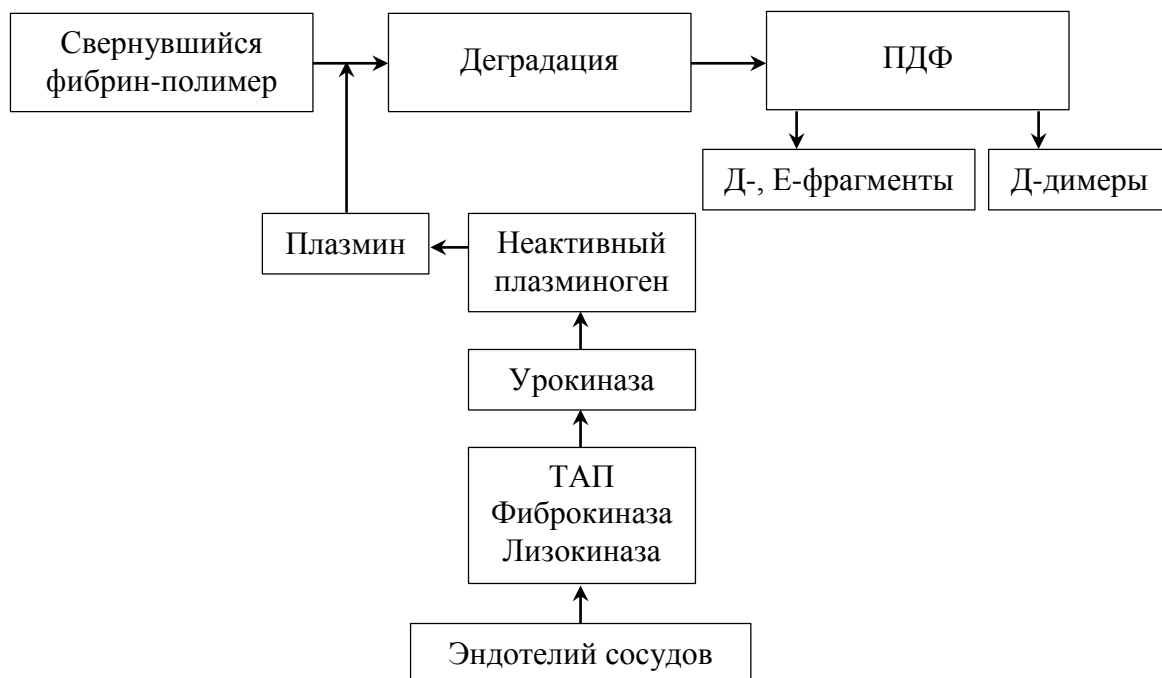 Свернувшийся
фибрин-полимер
Деградация
ПДФ
Д-, Е-фрагменты
Д-димеры
Плазмин
Неактивный
плазминоген
Урокиназа
ТАП
Фиброкиназа
Лизокиназа
Эндотелий сосудов